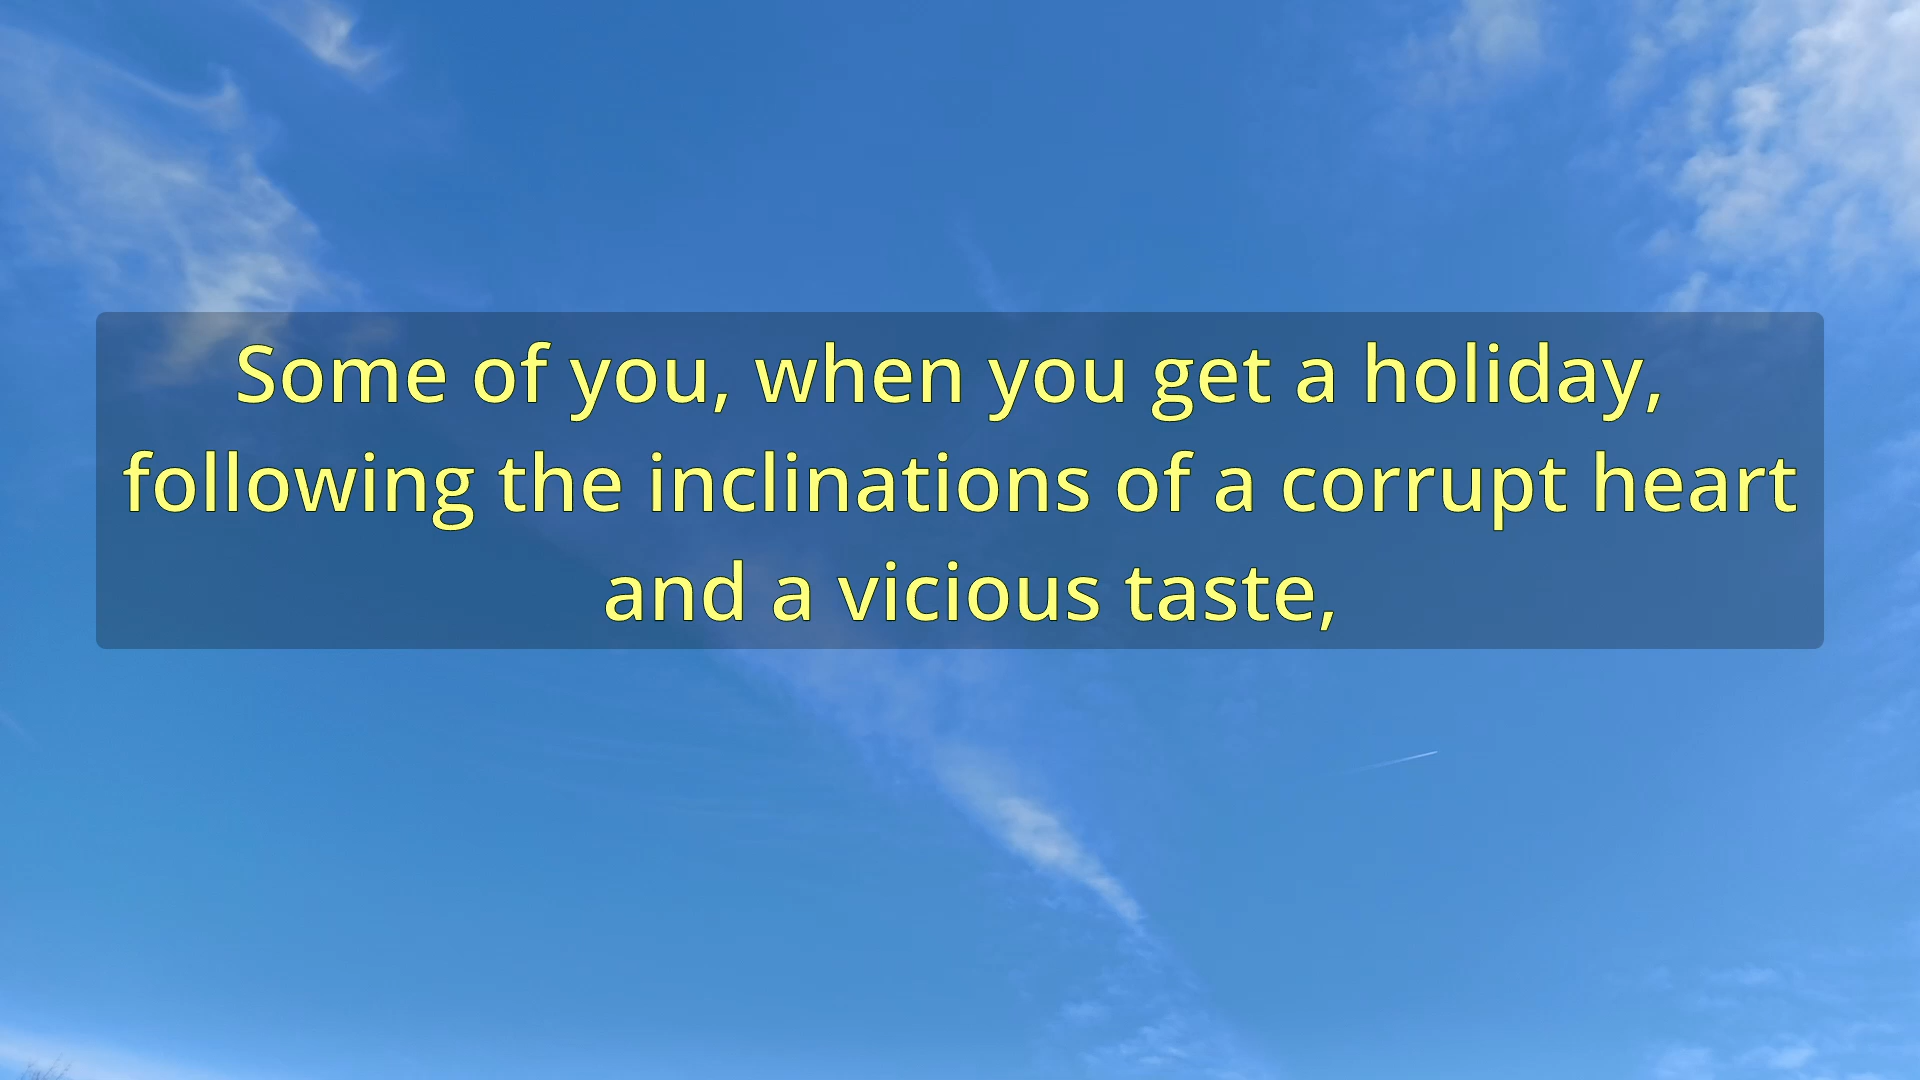 Some of you, when you get a holiday,
following the inclinations of a corrupt heart
and a vicious taste,